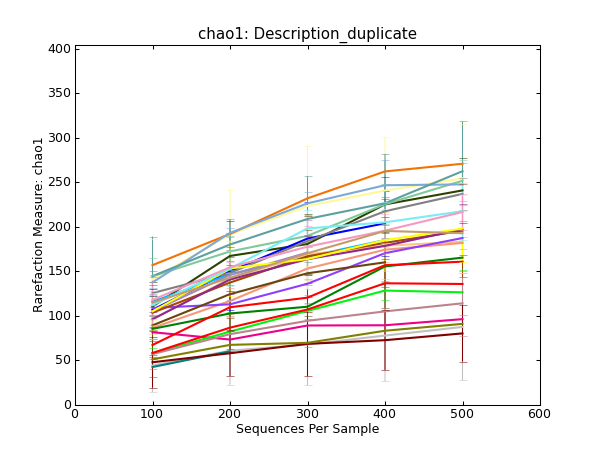 chao1: Description_duplicate
Rarefaction Measure: chao1
400
350
300
250
200
150
100
50
0
0 100 200 300 400 500 600
Sequences Per Sample